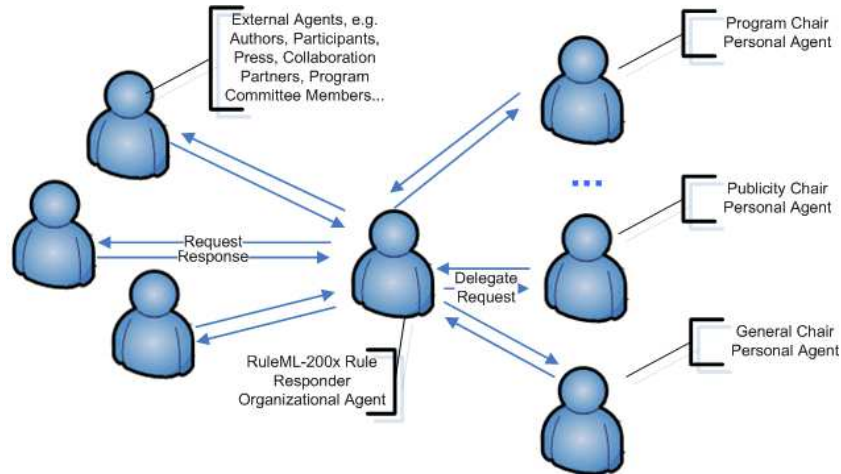 External Agents, e.g.
Authors, Participants,
Press, Collaboration
Partners, Program
Committee Members...
Program Chair
Personal Agent
...
Publicity Chair
Personal Agent
Request
Response
Delegate
Request
General Chair
Personal Agent
RuleML-200x Rule
Responder
Organizational Agent